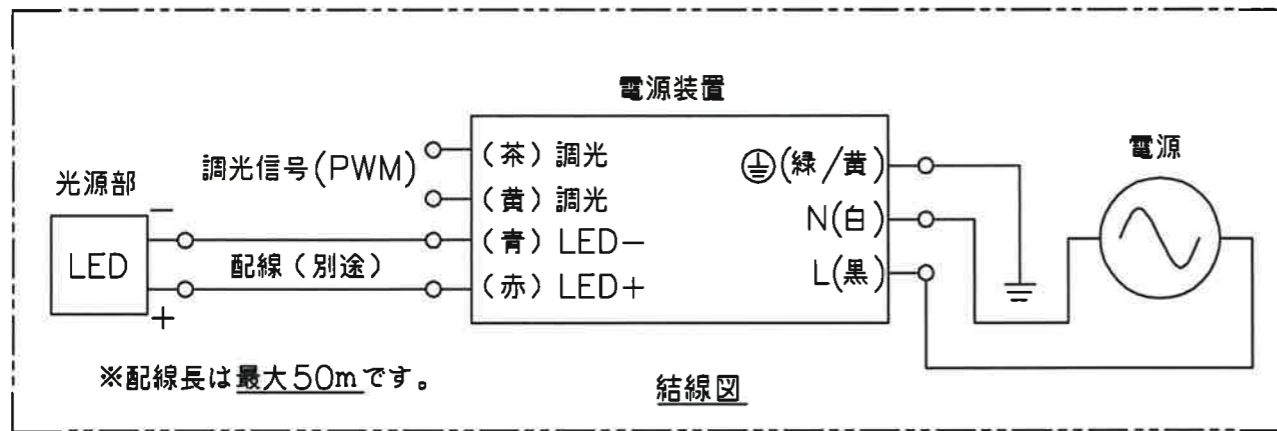 電源装置
調光信号(PWM)
(茶) 調光
(黄) 調光
(青) LED−
(赤) LED+
(緑/黄)
N(白)
L(黒)
電源
光源部
LED
−
+
配線(別途)
※配線長は最大50mです。
結線図